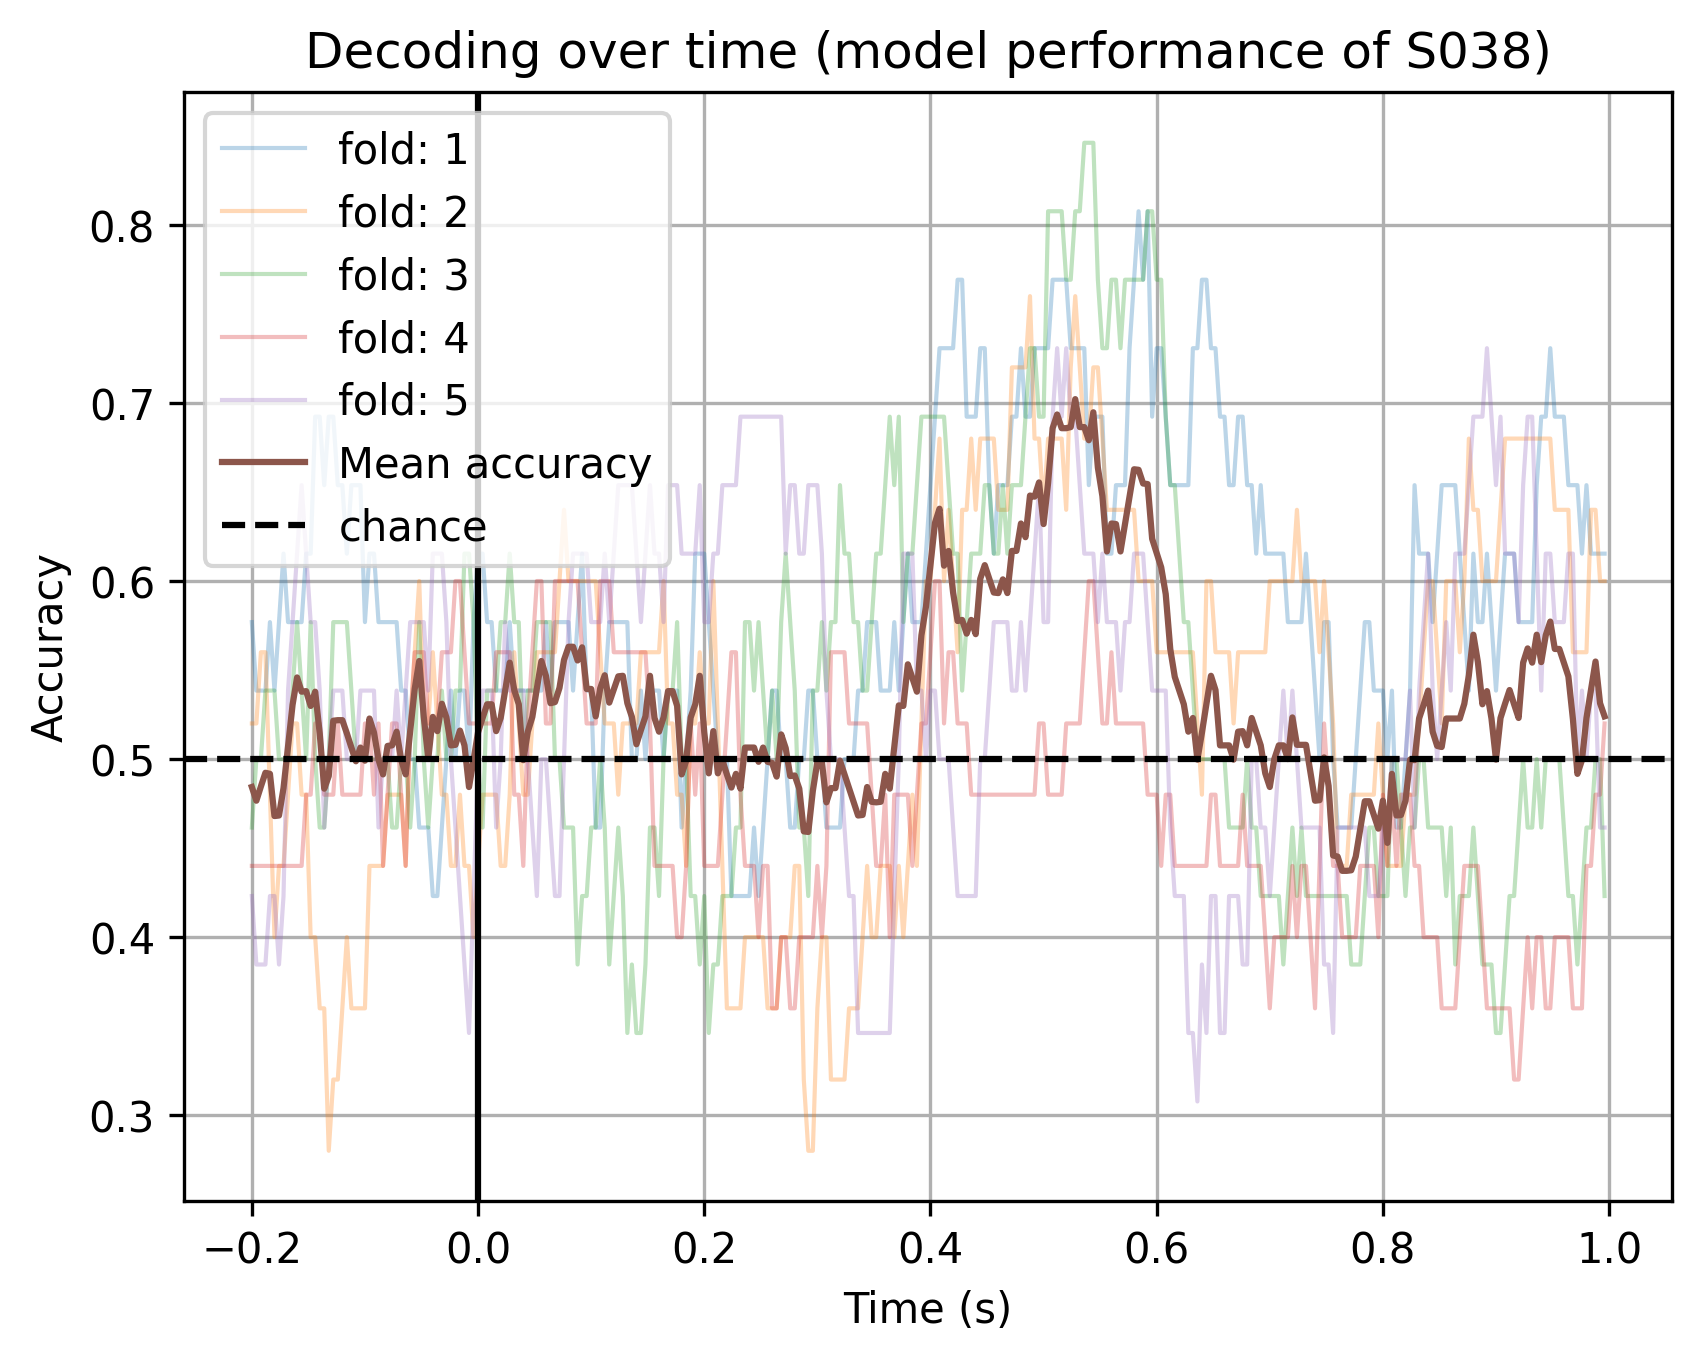 Decoding over time (model performance of S038)
fold: 1
fold: 2
fold: 3
fold: 4
fold: 5
Mean accuracy
chance
Accuracy
0.8
0.7
0.6
0.5
0.4
0.3
−0.2 0.0 0.2 0.4 0.6 0.8 1.0
Time (s)